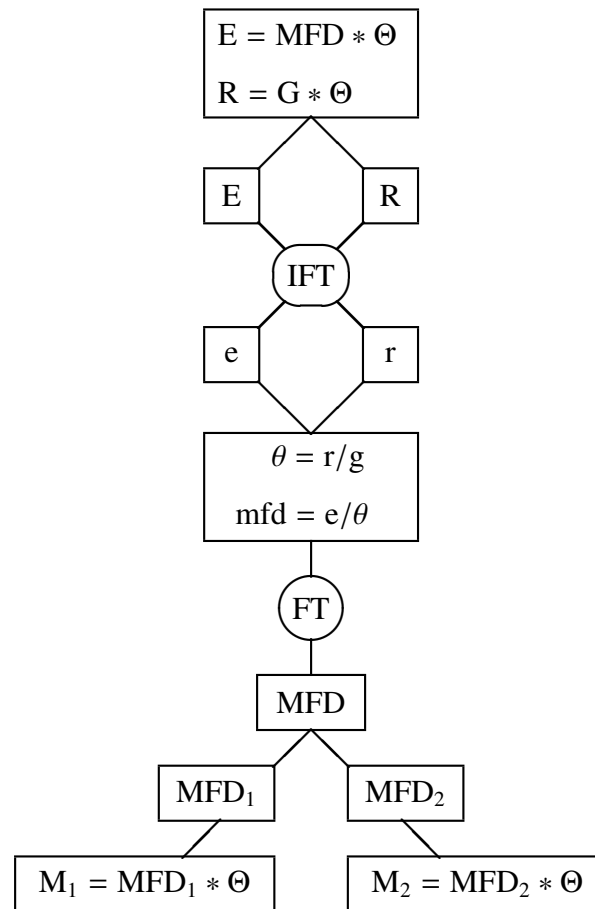 E = MFD ∗ Θ
R = G ∗ Θ
E R
IFT
e r
θ = r/g
mfd = e/θ
FT
MFD
MFD₁ MFD₂
M₁ = MFD₁ ∗ Θ M₂ = MFD₂ ∗ Θ